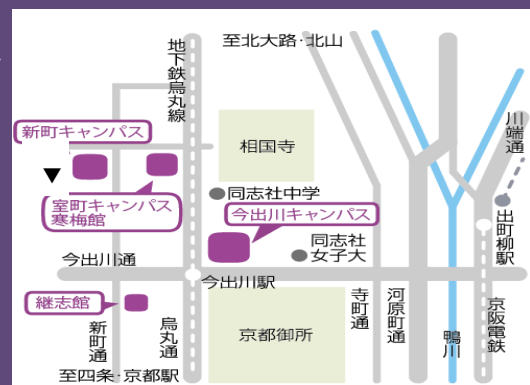 至北大路･北山
地下鉄烏丸線
川端通
新町キャンパス
相国寺
室町キャンパス
寒梅館
同志社中学
今出川キャンパス
出町柳駅
同志社
女子大
今出川通
今出川駅
継志館
新町通
烏丸通
京都御所
寺町通
河原町通
鴨川
京阪電鉄
至四条･京都駅